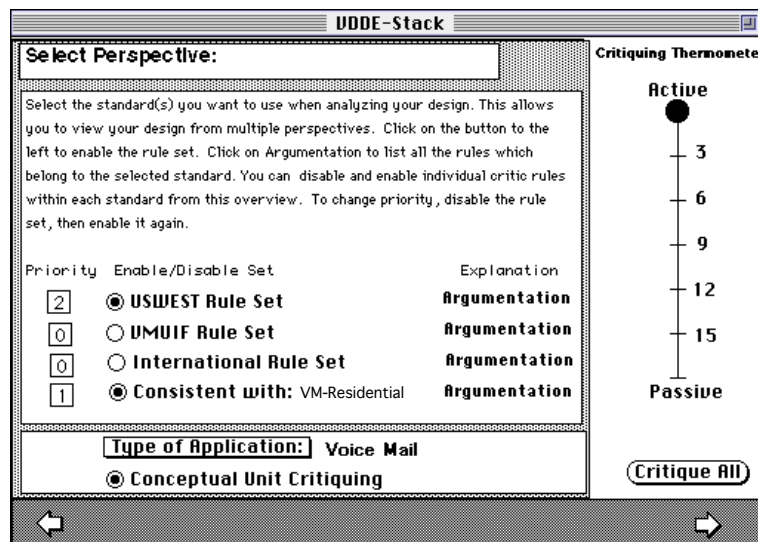 VDDE-Stack
Select Perspective:
Select the standard(s) you want to use when analyzing your design. This allows
you to view your design from multiple perspectives. Click on the button to the
left to enable the rule set. Click on Argumentation to list all the rules which
belong to the selected standard. You can disable and enable individual critic rules
within each standard from this overview. To change priority, disable the rule
set, then enable it again.
Priority Enable/Disable Set Explanation
2 USWEST Rule Set Argumentation
0 VMUIF Rule Set Argumentation
0 International Rule Set Argumentation
1 Consistent with: VM-Residential Argumentation
Type of Application: Voice Mail
Conceptual Unit Critiquing
Critiquing Thermomete
Active
3
6
9
12
15
Passive
Critique All